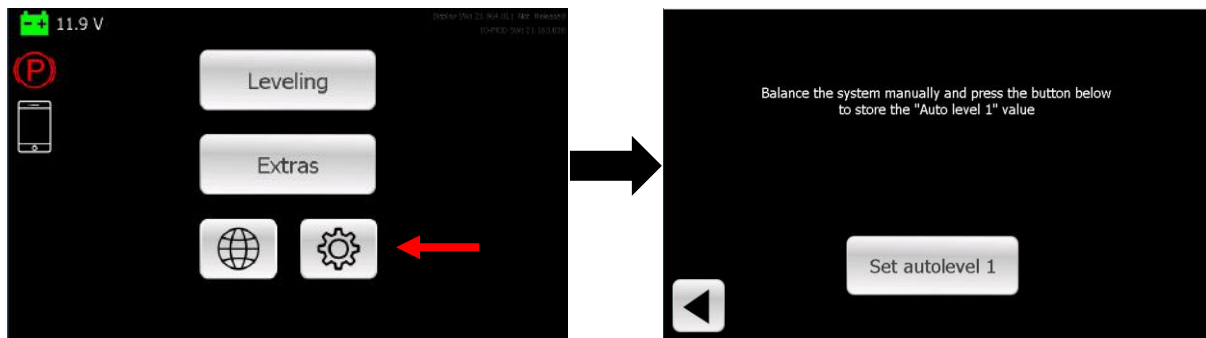 11.9 V
P
Leveling
Extras
Balance the system manually and press the button below
to store the "Auto level 1" value
Set autolevel 1